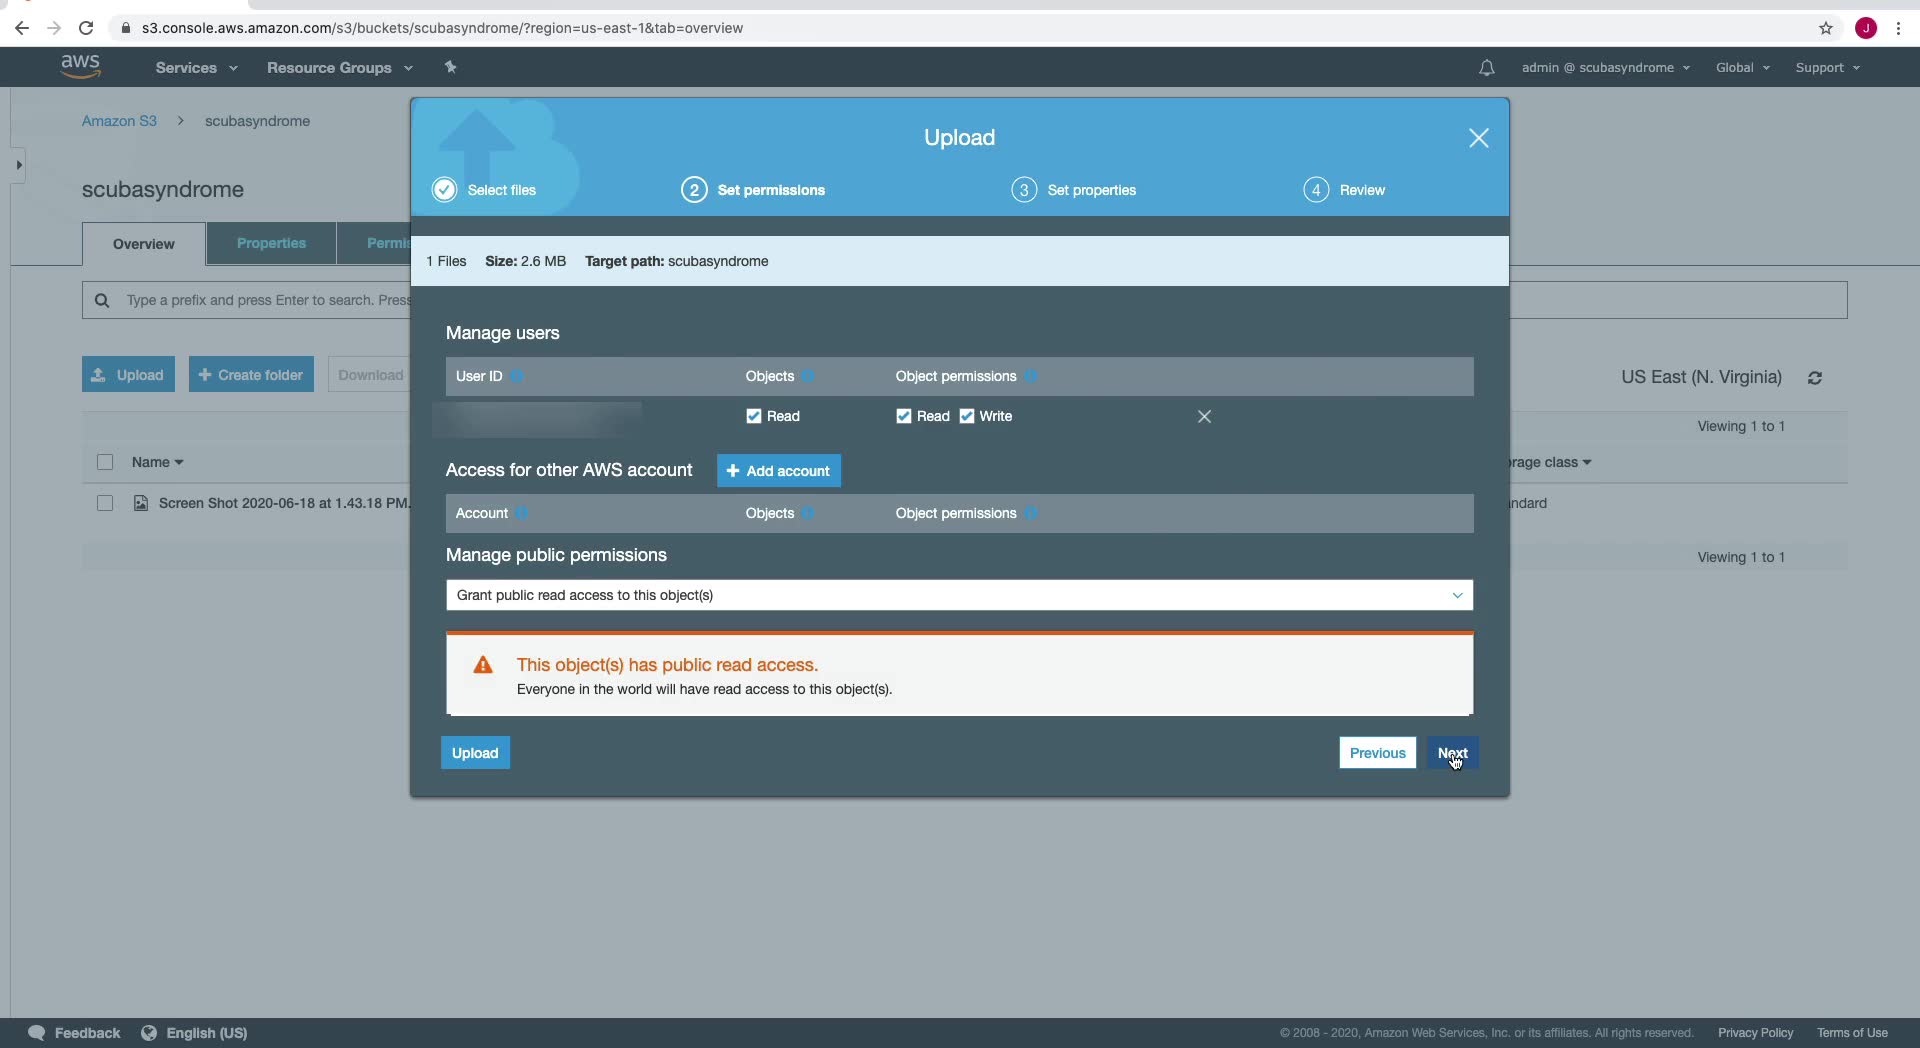 s3.console.aws.amazon.com/s3/buckets/scubasyndrome/?region=us-east-1&tab=overview
J
aws
Services
Resource Groups
admin @ scubasyndrome
Global
Support
Amazon S3 > scubasyndrome
scubasyndrome
Overview
Properties
Permis
Type a prefix and press Enter to search. Press
Upload
+ Create folder
Download
US East (N. Virginia)
Viewing 1 to 1
Name
rage class
Screen Shot 2020-06-18 at 1.43.18 PM.
ndard
Viewing 1 to 1
Upload
Select files
2 Set permissions
3 Set properties
4 Review
1 Files Size: 2.6 MB Target path: scubasyndrome
Manage users
User ID Objects Object permissions
Read Read Write
Access for other AWS account
+ Add account
Account Objects Object permissions
Manage public permissions
Grant public read access to this object(s)
This object(s) has public read access.
Everyone in the world will have read access to this object(s).
Upload
Previous
Next
Feedback
English (US)
© 2008 - 2020, Amazon Web Services, Inc. or its affiliates. All rights reserved.
Privacy Policy
Terms of Use